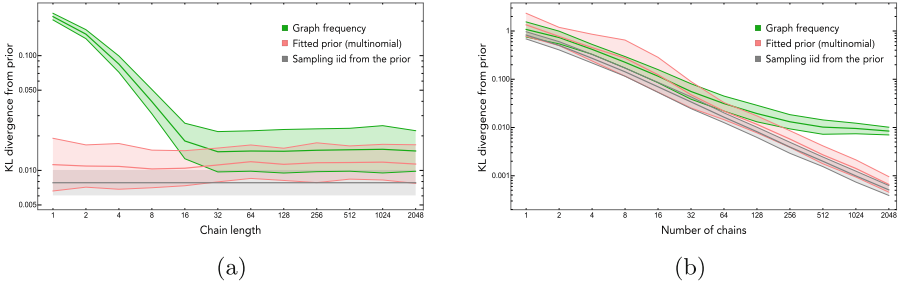 KL divergence from prior
0.100
0.050
0.010
0.005
Graph frequency
Fitted prior (multinomial)
Sampling iid from the prior
1 2 4 8 16 32 64 128 256 512 1024 2048
Chain length
(a)
KL divergence from prior
1
0.100
0.010
0.001
Graph frequency
Fitted prior (multinomial)
Sampling iid from the prior
1 2 4 8 16 32 64 128 256 512 1024 2048
Number of chains
(b)